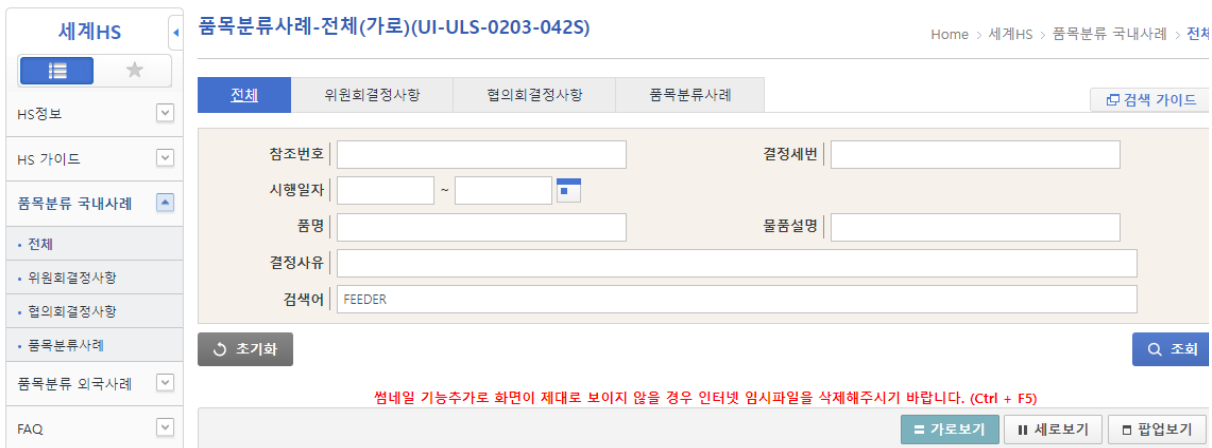 세계HS
품목분류사례-전체(가로)(UI-ULS-0203-042S)
Home > 세계HS > 품목분류 국내사례 > 전체
전체 위원회결정사항 협의회결정사항 품목분류사례
검색 가이드
HS정보
HS 가이드
품목분류 국내사례
• 전체
• 위원회결정사항
• 협의회결정사항
• 품목분류사례
품목분류 외국사례
FAQ
참조번호 결정세번
시행일자 ~
품명 물품설명
결정사유
검색어 FEEDER
초기화 조회
썸네일 기능추가로 화면이 제대로 보이지 않을 경우 인터넷 임시파일을 삭제해주시기 바랍니다. (Ctrl + F5)
가로보기 세로보기 팝업보기